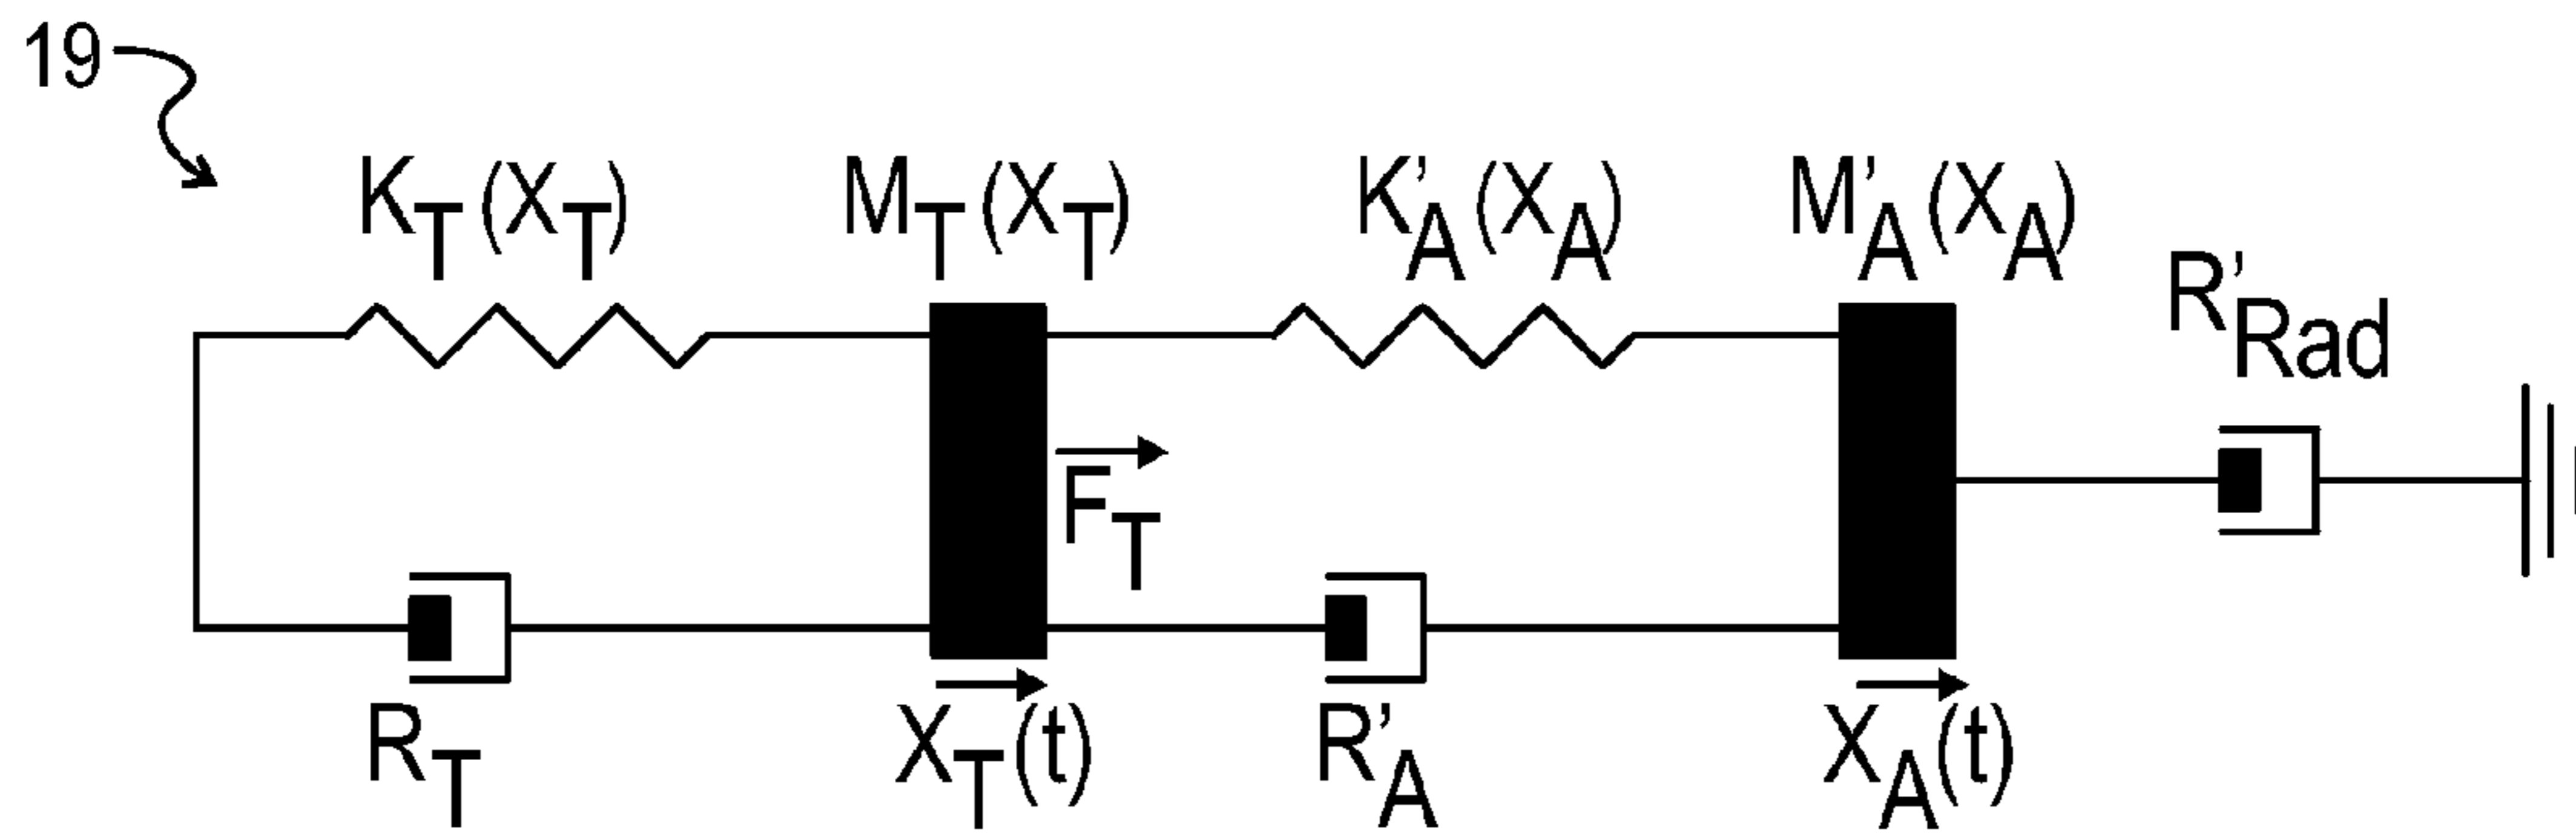 19
K_T(X_T)
M_T(X_T)
K'_A(X_A)
M'_A(X_A)
R'_Rad
F_T
R_T
X_T(t)
R'_A
X_A(t)